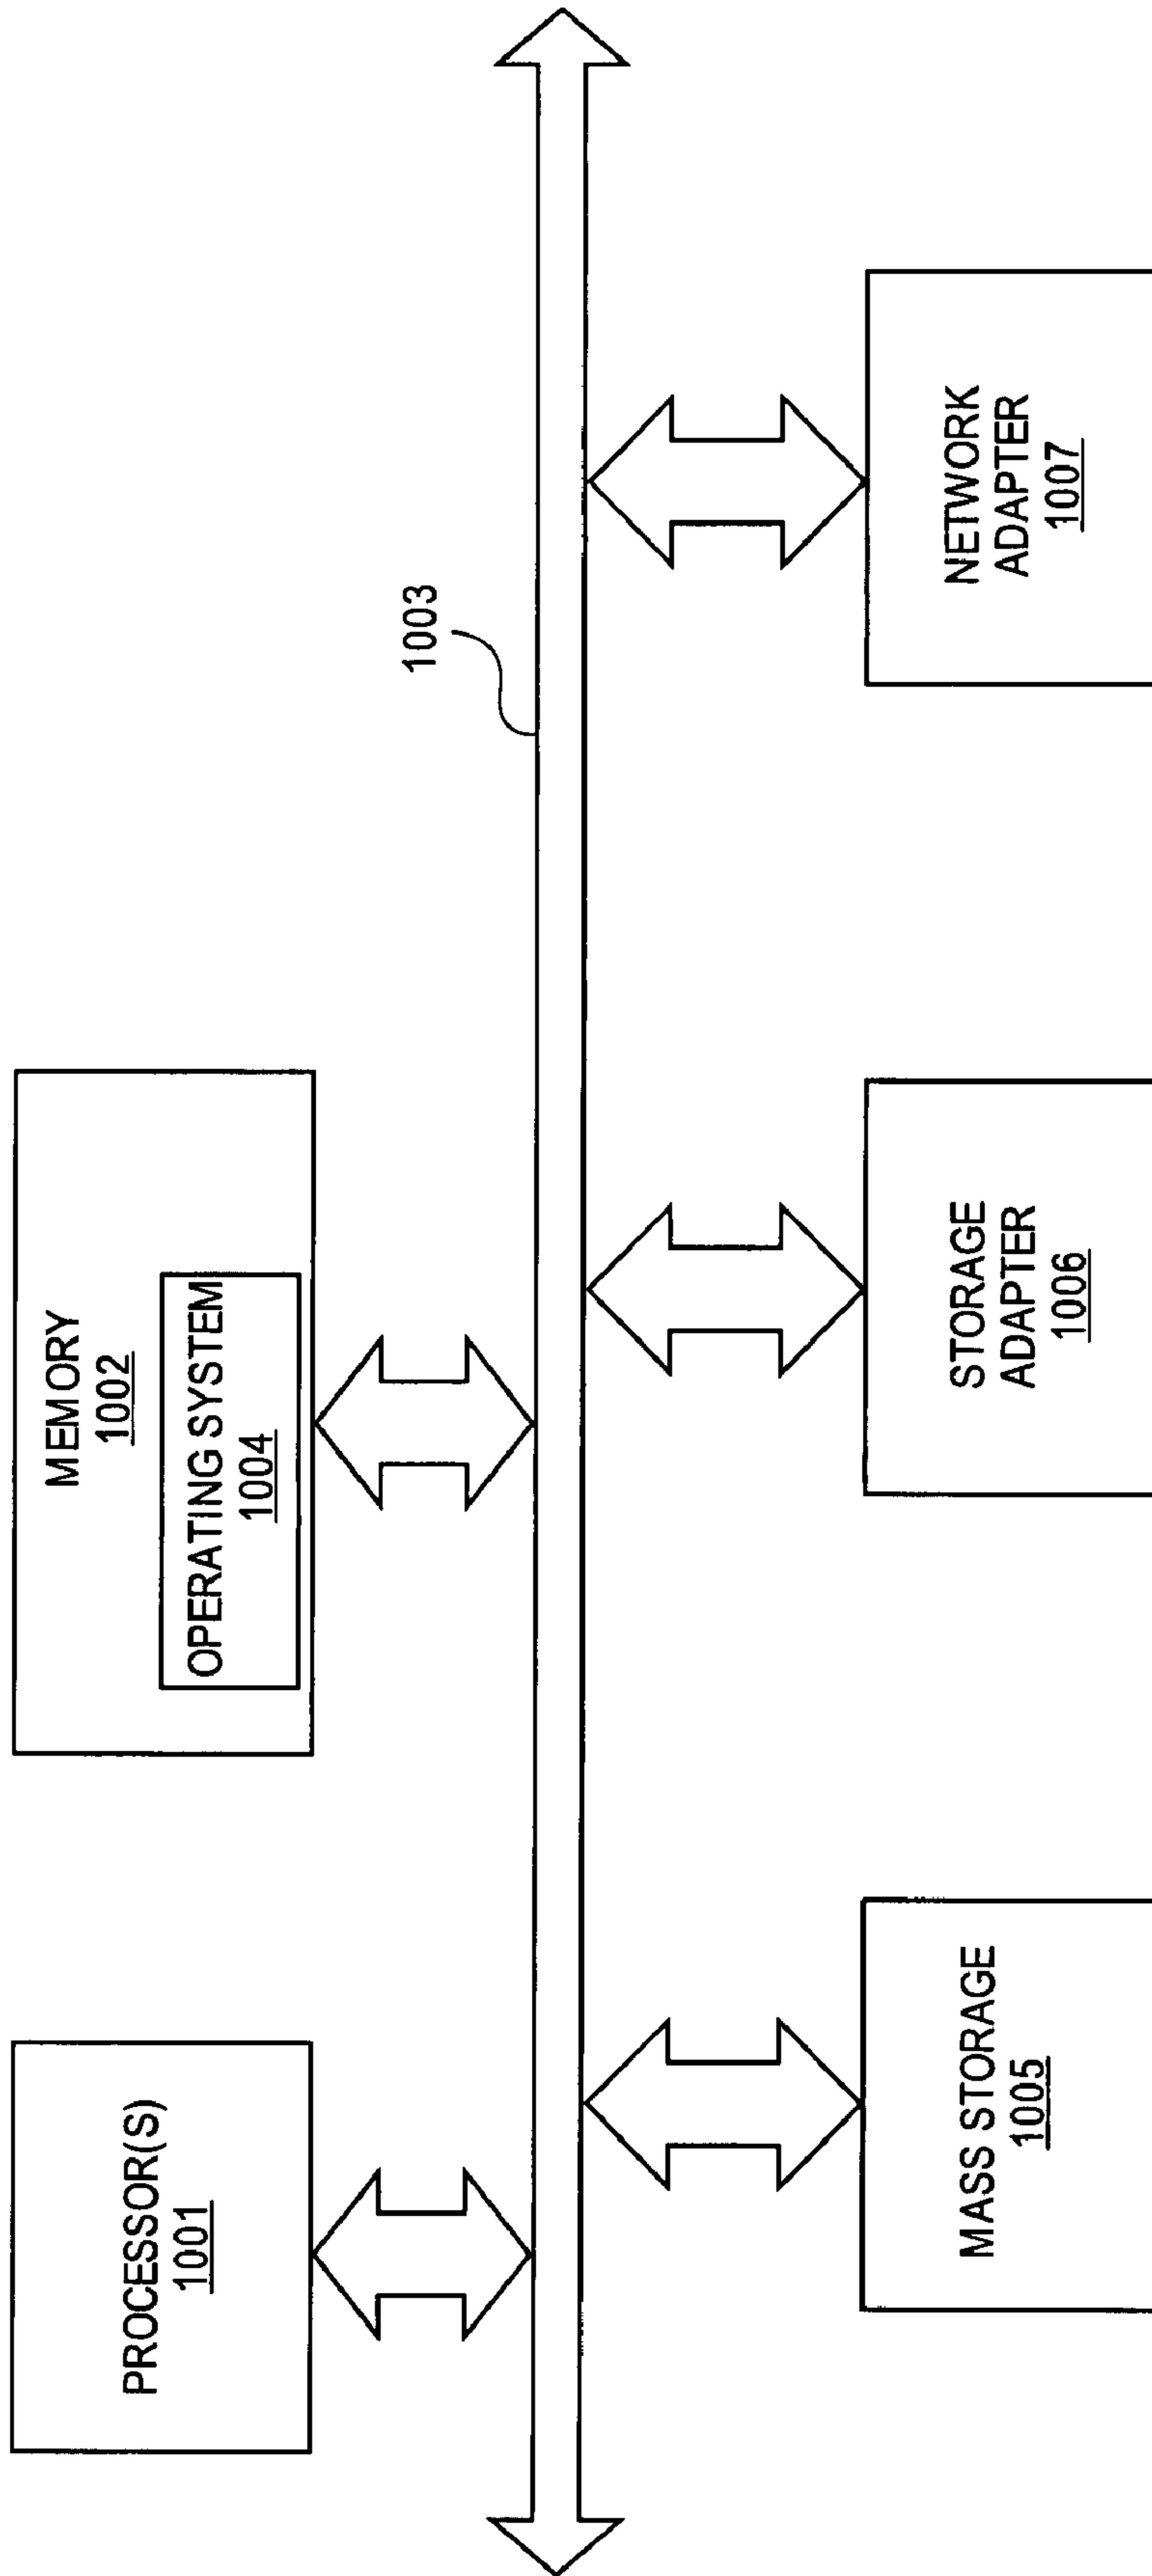 PROCESSOR(S)
1001
MEMORY
1002
OPERATING SYSTEM
1004
1003
MASS STORAGE
1005
STORAGE
ADAPTER
1006
NETWORK
ADAPTER
1007